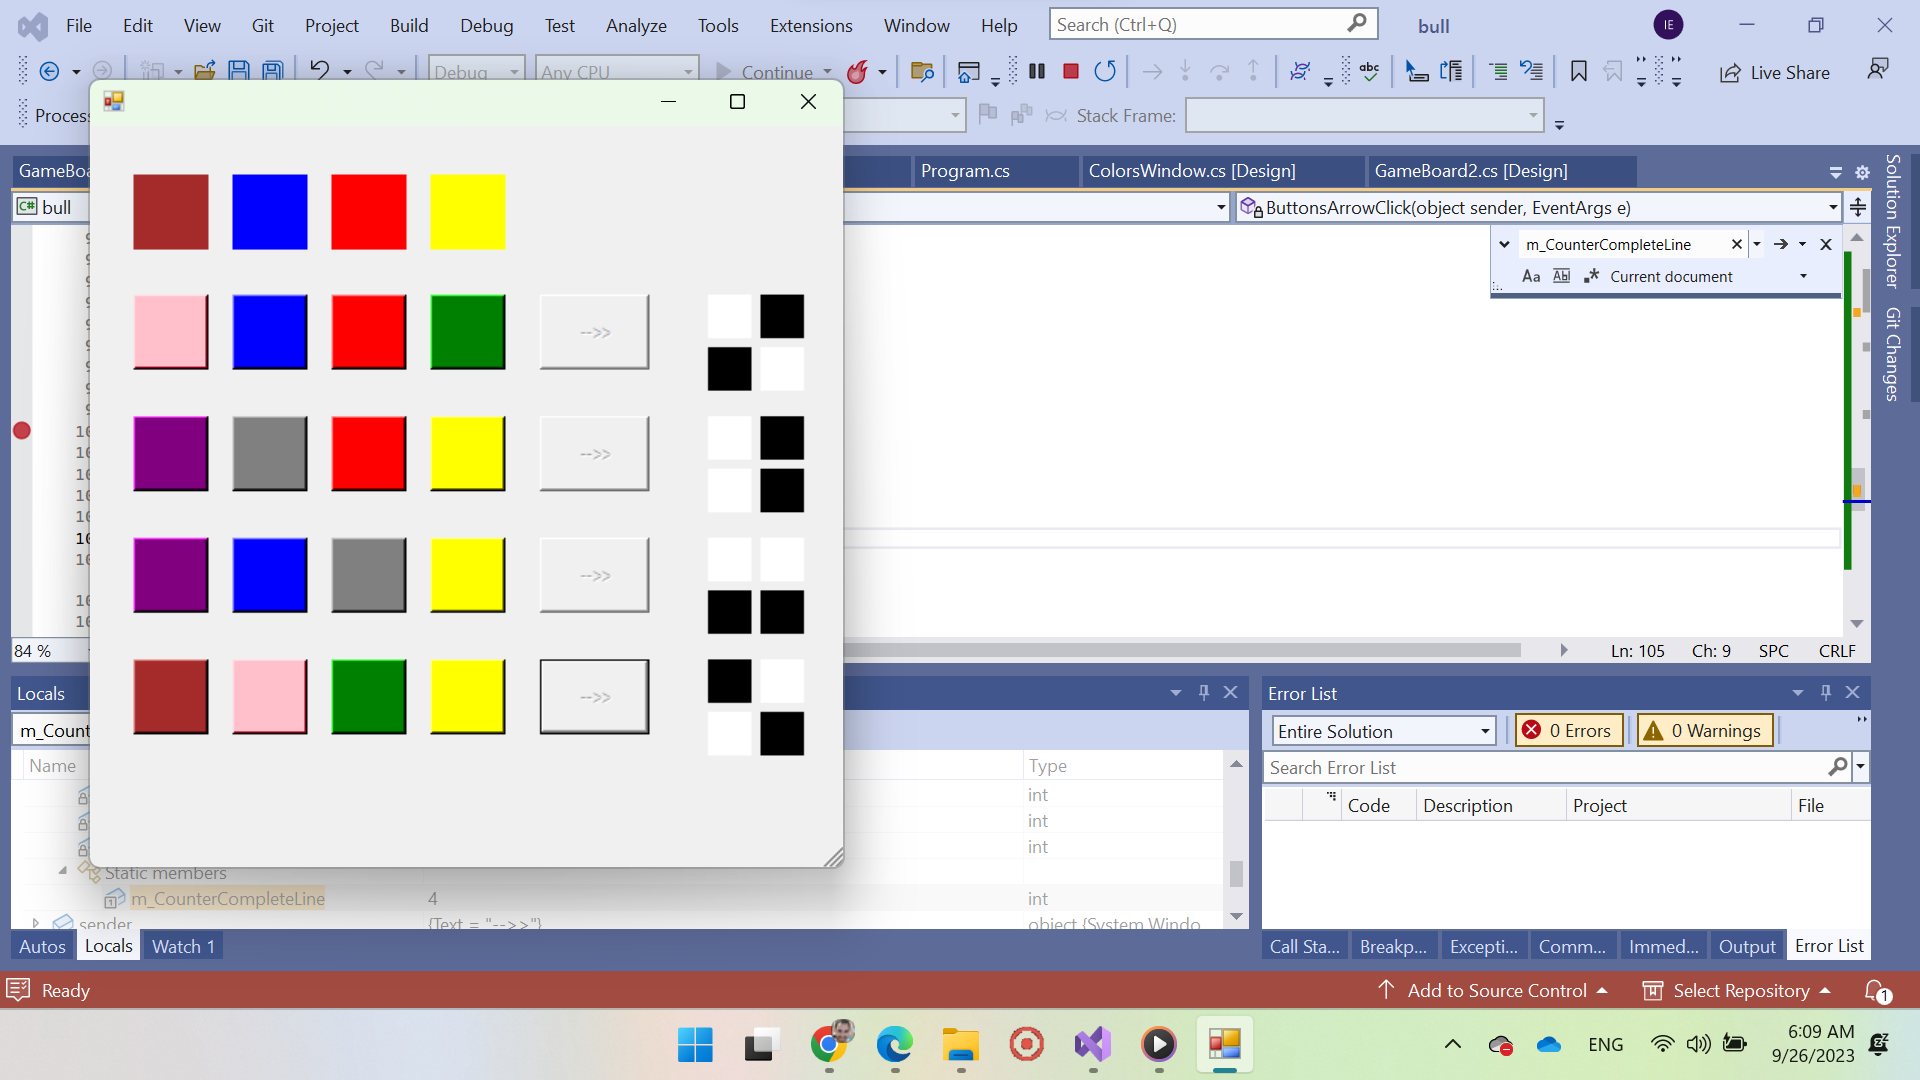 File Edit View Git Project Build Debug Test Analyze Tools Extensions Window Help Search (Ctrl+Q) bull IE
Debug Any CPU Continue Live Share
Stack Frame:
Program.cs ColorsWindow.cs [Design] GameBoard2.cs [Design]
C# bull ButtonsArrowClick(object sender, EventArgs e)
m_CounterCompleteLine
Aa Abl Current document
-->>
-->>
-->>
-->>
84 % Ln: 105 Ch: 9 SPC CRLF
Locals
Name Type
int
int
int
Static members
m_CounterCompleteLine 4 int
sender {Text = "-->>"} object {System.Windo
Autos Locals Watch 1
Error List
Entire Solution 0 Errors 0 Warnings
Search Error List
Code Description Project File
Call Sta... Breakp... Excepti... Comm... Immed... Output Error List
Ready Add to Source Control Select Repository 1
ENG 6:09 AM
9/26/2023
Solution Explorer
Git Changes